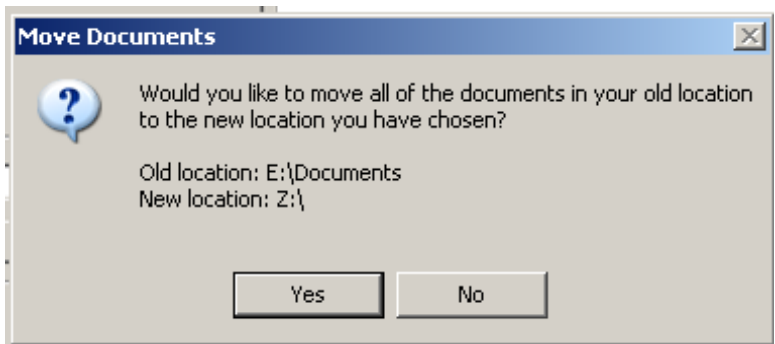 Move Documents
Would you like to move all of the documents in your old location
to the new location you have chosen?
Old location: E:\Documents
New location: Z:\
Yes No